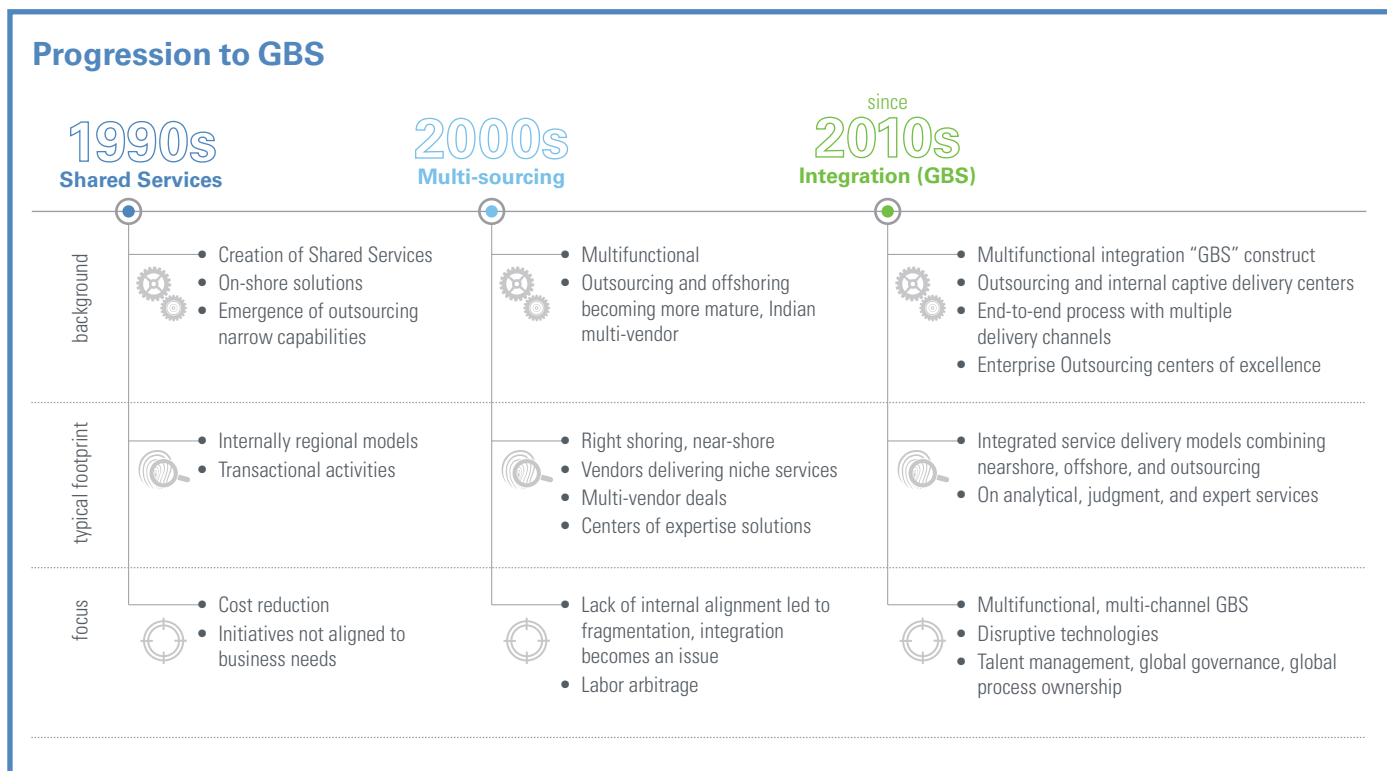 Progression to GBS
1990s
Shared Services
2000s
Multi-sourcing
since
2010s
Integration (GBS)
background
• Creation of Shared Services
• On-shore solutions
• Emergence of outsourcing
narrow capabilities
• Multifunctional
• Outsourcing and offshoring
becoming more mature, Indian
multi-vendor
• Multifunctional integration “GBS” construct
• Outsourcing and internal captive delivery centers
• End-to-end process with multiple
delivery channels
• Enterprise Outsourcing centers of excellence
typical footprint
• Internally regional models
• Transactional activities
• Right shoring, near-shore
• Vendors delivering niche services
• Multi-vendor deals
• Centers of expertise solutions
• Integrated service delivery models combining
nearshore, offshore, and outsourcing
• On analytical, judgment, and expert services
focus
• Cost reduction
• Initiatives not aligned to
business needs
• Lack of internal alignment led to
fragmentation, integration
becomes an issue
• Labor arbitrage
• Multifunctional, multi-channel GBS
• Disruptive technologies
• Talent management, global governance, global
process ownership